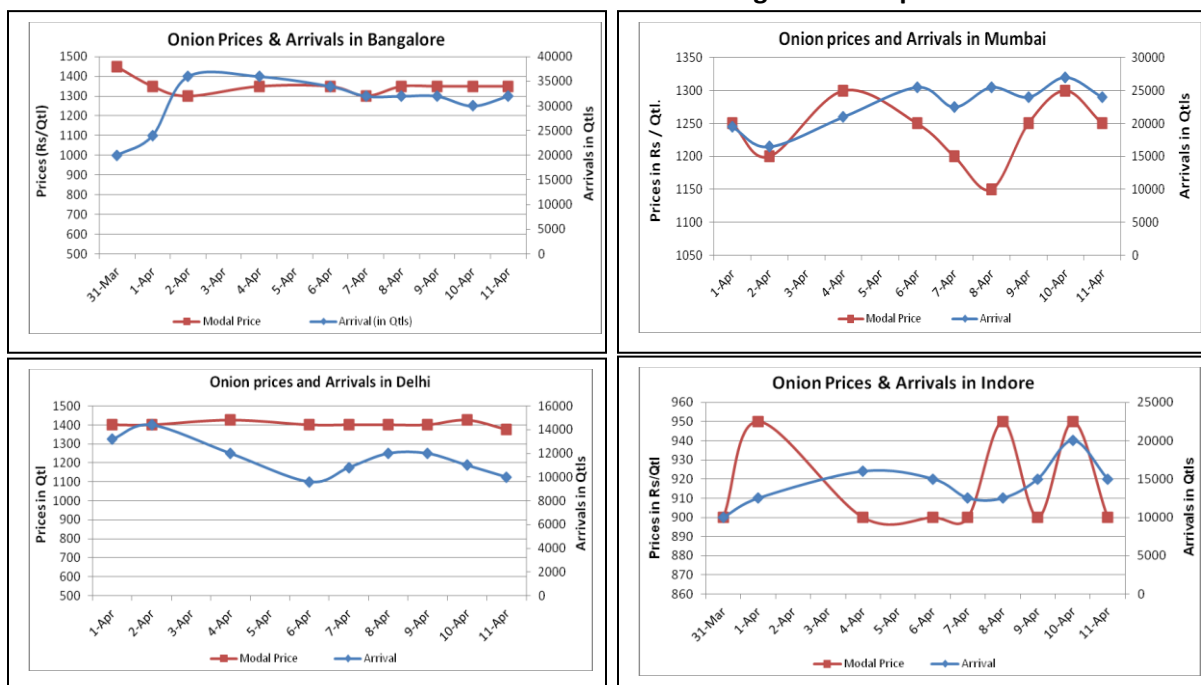 Onion Prices & Arrivals in Bangalore
Prices (Rs/Qtl)
1500
1400
1300
1200
1100
1000
900
800
700
600
500
40000
35000
30000
25000
20000
15000
10000
5000
0
Arrivals in Qtls
31-Mar
1-Apr
2-Apr
3-Apr
4-Apr
5-Apr
6-Apr
7-Apr
8-Apr
9-Apr
10-Apr
11-Apr
Modal Price
Arrival (in Qtls)
Onion prices and Arrivals in Mumbai
Prices in Rs / Qtl.
1350
1300
1250
1200
1150
1100
1050
30000
25000
20000
15000
10000
5000
0
Arrivals in Qtls
1-Apr
2-Apr
3-Apr
4-Apr
5-Apr
6-Apr
7-Apr
8-Apr
9-Apr
10-Apr
11-Apr
Modal Price
Arrival
Onion prices and Arrivals in Delhi
Prices in Qtl
1500
1400
1300
1200
1100
1000
900
800
700
600
500
16000
14000
12000
10000
8000
6000
4000
2000
0
Arrivals in Qtls
1-Apr
2-Apr
3-Apr
4-Apr
5-Apr
6-Apr
7-Apr
8-Apr
9-Apr
10-Apr
11-Apr
Modal Price
Arrival
Onion Prices & Arrivals in Indore
Prices in Rs/Qtl
960
950
940
930
920
910
900
890
880
870
860
25000
20000
15000
10000
5000
0
Arrivals in Qtls
31-Mar
1-Apr
2-Apr
3-Apr
4-Apr
5-Apr
6-Apr
7-Apr
8-Apr
9-Apr
10-Apr
11-Apr
Modal Price
Arrival